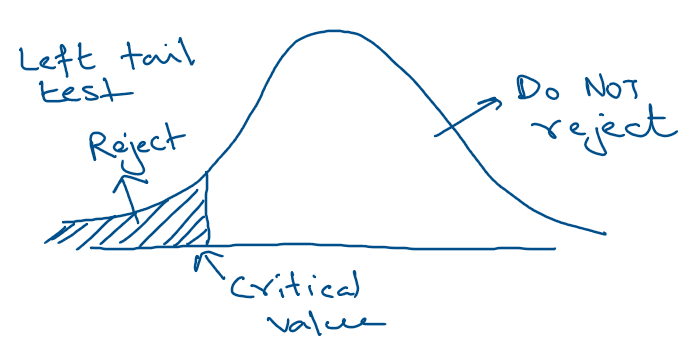 Left tail
test
Reject
Do NOT
reject
Critical
value